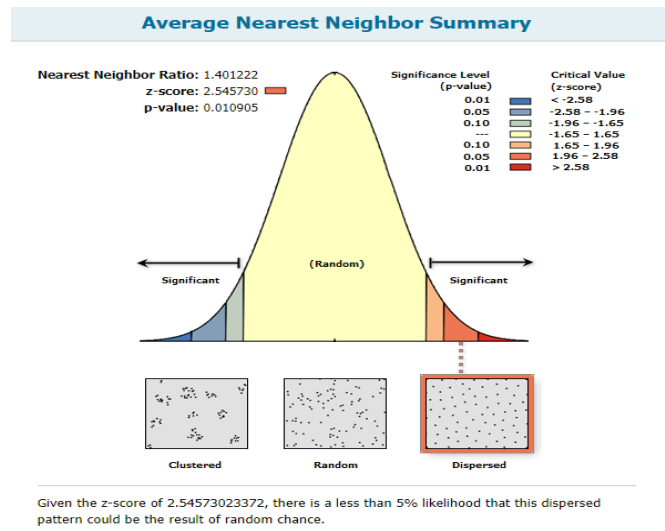 Average Nearest Neighbor Summary
Nearest Neighbor Ratio: 1.401222
z-score: 2.545730
p-value: 0.010905
Significance Level Critical Value
(p-value) (z-score)
0.01 < -2.58
0.05 -2.58 – -1.96
0.10 -1.96 – -1.65
--- -1.65 – 1.65
0.10 1.65 – 1.96
0.05 1.96 – 2.58
0.01 > 2.58
(Random)
Significant Significant
Clustered Random Dispersed
Given the z-score of 2.54573023372, there is a less than 5% likelihood that this dispersed
pattern could be the result of random chance.